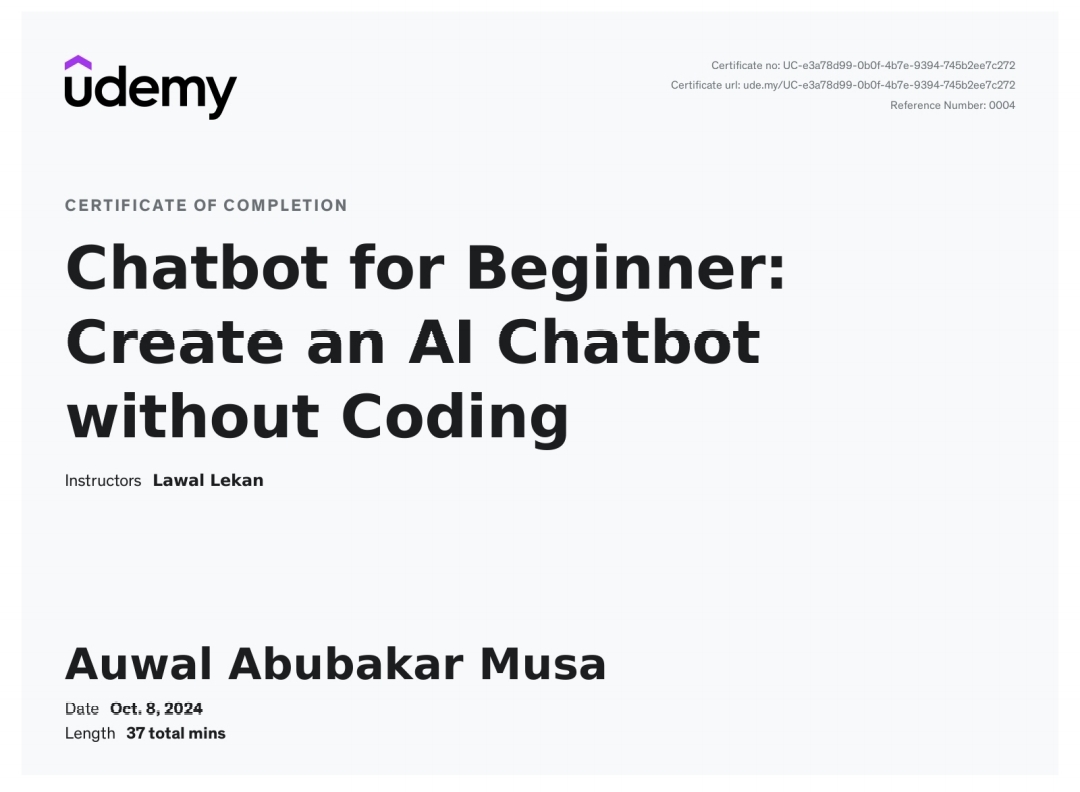 udemy
Certificate no: UC-e3a78d99-0b0f-4b7e-9394-745b2ee7c272
Certificate url: ude.my/UC-e3a78d99-0b0f-4b7e-9394-745b2ee7c272
Reference Number: 0004
CERTIFICATE OF COMPLETION
Chatbot for Beginner:
Create an AI Chatbot
without Coding
Instructors Lawal Lekan
Auwal Abubakar Musa
Date Oct. 8, 2024
Length 37 total mins